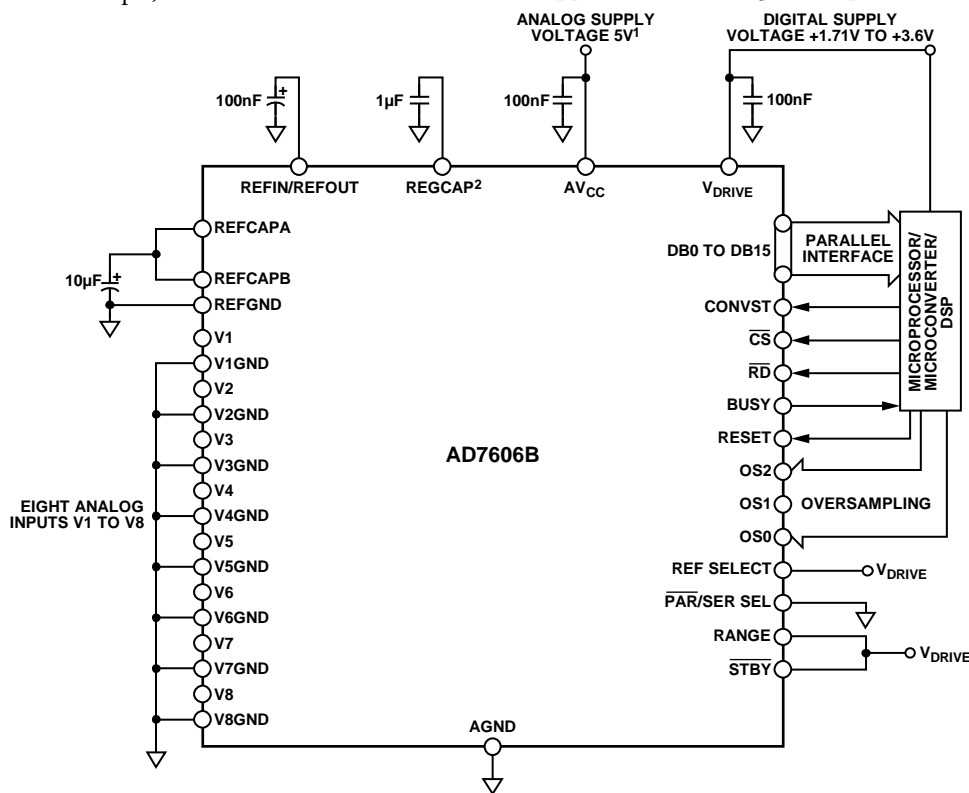 ANALOG SUPPLY
VOLTAGE 5V1
DIGITAL SUPPLY
VOLTAGE +1.71V TO +3.6V
100nF
+
1µF
100nF
100nF
REFIN/REFOUT
REGCAP2
AVCC
VDRIVE
REFCAPA
REFCAPB
REFGND
10µF
+
V1
V1GND
V2
V2GND
V3
V3GND
V4
V4GND
V5
V5GND
V6
V6GND
V7
V7GND
V8
V8GND
EIGHT ANALOG
INPUTS V1 TO V8
AD7606B
AGND
DB0 TO DB15
PARALLEL
INTERFACE
CONVST
CS
RD
BUSY
RESET
OS2
OS1
OVERSAMPLING
OS0
REF SELECT
VDRIVE
PAR/SER SEL
RANGE
STBY
VDRIVE
MICROPROCESSOR/
MICROCONVERTER/
DSP